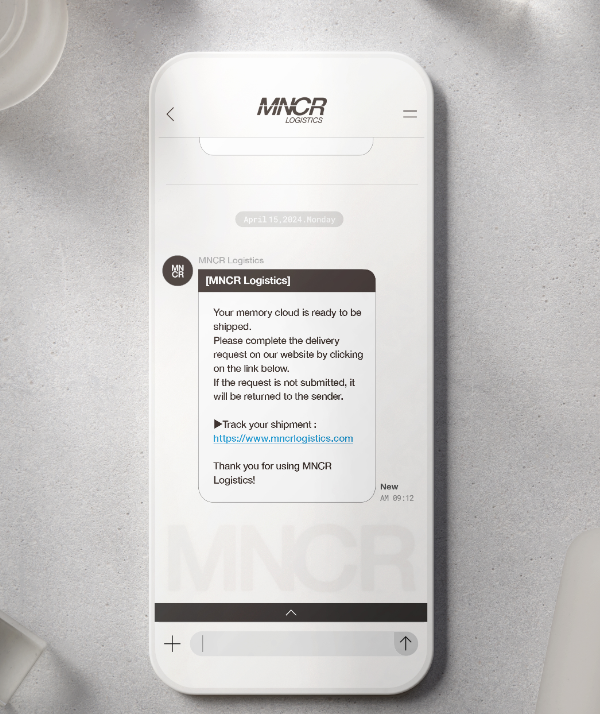 MNCR
LOGISTICS
April 15, 2024. Monday
MN
CR
MNCR Logistics
[MNCR Logistics]
Your memory cloud is ready to be
shipped.
Please complete the delivery
request on our website by clicking
on the link below.
If the request is not submitted, it
will be returned to the sender.
▶Track your shipment :
https://www.mncrlogistics.com
Thank you for using MNCR
Logistics!
New
AM 09:12
MNCR